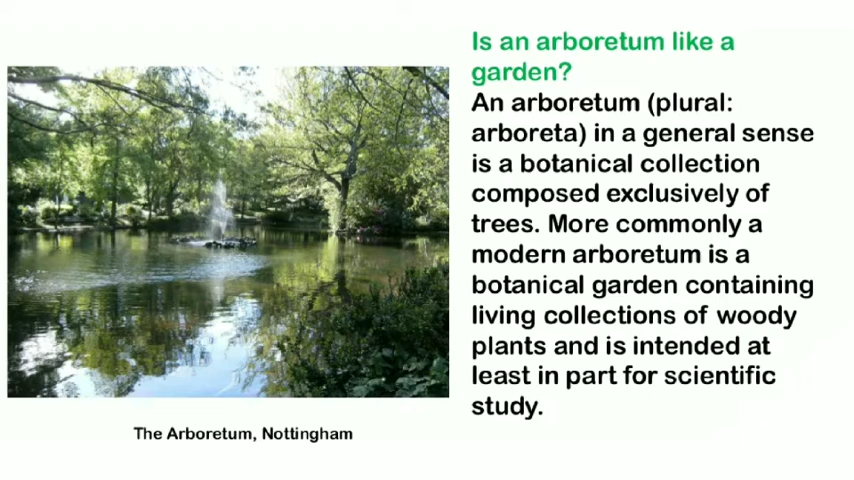 Is an arboretum like a
garden?
An arboretum (plural:
arboreta) in a general sense
is a botanical collection
composed exclusively of
trees. More commonly a
modern arboretum is a
botanical garden containing
living collections of woody
plants and is intended at
least in part for scientific
study.
The Arboretum, Nottingham